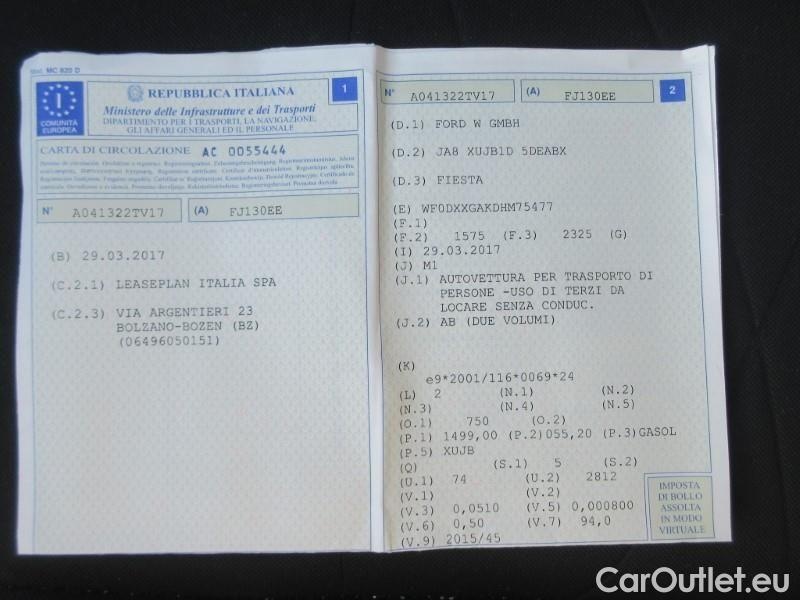 Mod. MC 820 D
I
COMUNITÀ
EUROPEA
REPUBBLICA ITALIANA
1
Ministero delle Infrastrutture e dei Trasporti
DIPARTIMENTO PER I TRASPORTI, LA NAVIGAZIONE,
GLI AFFARI GENERALI ED IL PERSONALE
CARTA DI CIRCOLAZIONE AC 0055444
N° A041322TV17 (A) FJ130EE
(B) 29.03.2017
(C.2.1) LEASEPLAN ITALIA SPA
(C.2.3) VIA ARGENTIERI 23
BOLZANO-BOZEN (BZ)
(06496050151)
N° A041322TV17 (A) FJ130EE 2
(D.1) FORD W GMBH
(D.2) JA8 XUJB1D 5DEABX
(D.3) FIESTA
(E) WF0DXXGAKDHM75477
(F.1)
(F.2) 1575 (F.3) 2325 (G)
(I) 29.03.2017
(J) M1
(J.1) AUTOVETTURA PER TRASPORTO DI
PERSONE -USO DI TERZI DA
LOCARE SENZA CONDUC.
(J.2) AB (DUE VOLUMI)
(K)
e9*2001/116*0069*24
(L) 2 (N.1) (N.2)
(N.3) (N.4) (N.5)
(O.1) 750 (O.2)
(P.1) 1499,00 (P.2)055,20 (P.3)GASOL
(P.5) XUJB
(Q) (S.1) 5 (S.2)
(U.1) 74 (U.2) 2812
(V.1) (V.2)
(V.3) 0,0510 (V.5) 0,000800
(V.6) 0,50 (V.7) 94,0
(V.9) 2015/45
IMPOSTA
DI BOLLO
ASSOLTA
IN MODO
VIRTUALE
CarOutlet.eu